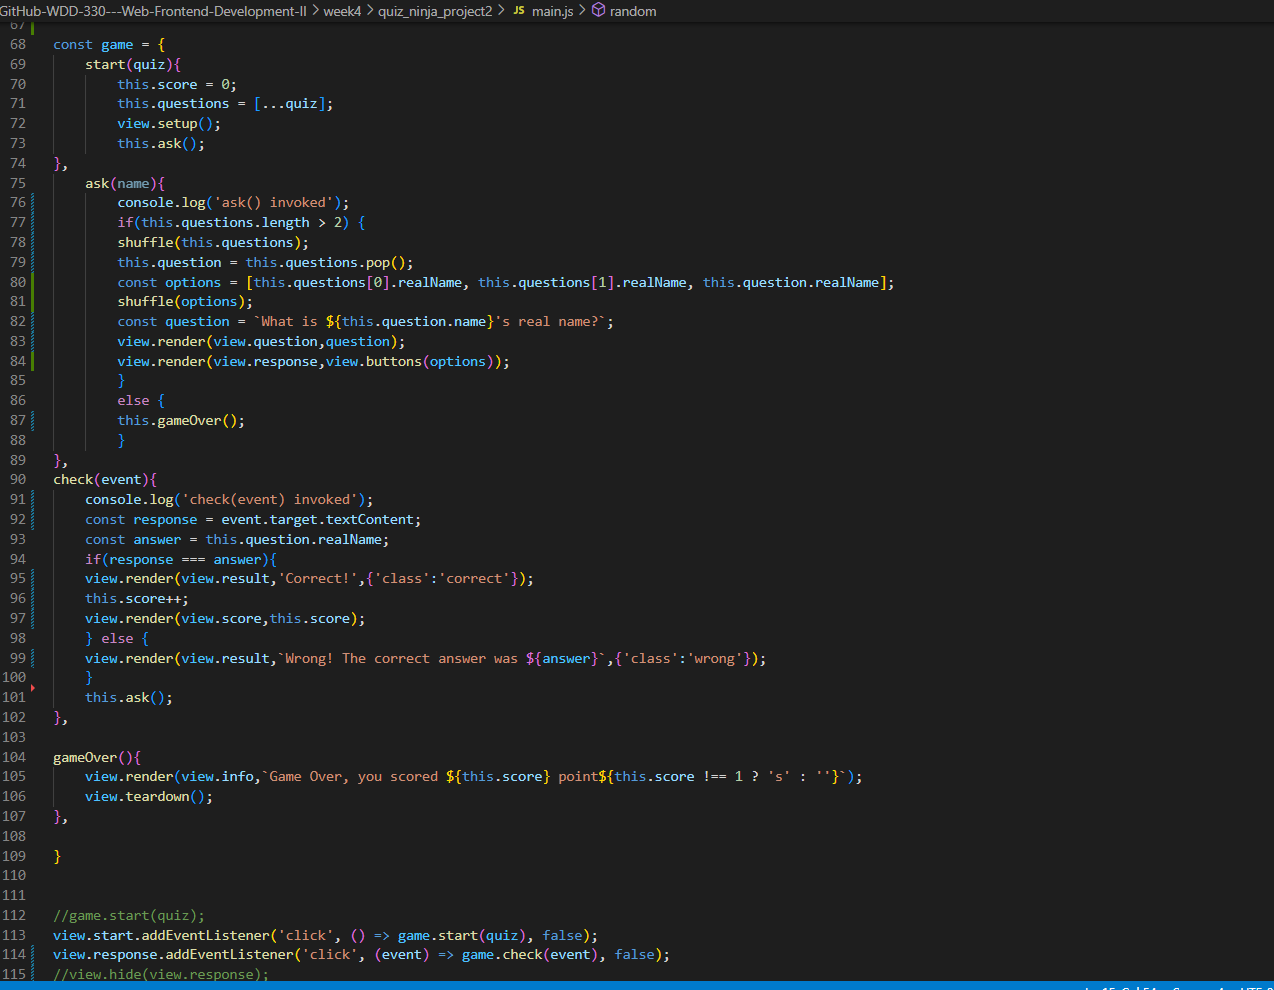 GitHub-WDD-330---Web-Frontend-Development-II > week4 > quiz_ninja_project2 > JS main.js > random
67
68 const game = {
69 start(quiz){
70 this.score = 0;
71 this.questions = [...quiz];
72 view.setup();
73 this.ask();
74 },
75 ask(name){
76 console.log('ask() invoked');
77 if(this.questions.length > 2) {
78 shuffle(this.questions);
79 this.question = this.questions.pop();
80 const options = [this.questions[0].realName, this.questions[1].realName, this.question.realName];
81 shuffle(options);
82 const question = `What is ${this.question.name}'s real name?`;
83 view.render(view.question,question);
84 view.render(view.response,view.buttons(options));
85 }
86 else {
87 this.gameOver();
88 }
89 },
90 check(event){
91 console.log('check(event) invoked');
92 const response = event.target.textContent;
93 const answer = this.question.realName;
94 if(response === answer){
95 view.render(view.result,'Correct!',{'class':'correct'});
96 this.score++;
97 view.render(view.score,this.score);
98 } else {
99 view.render(view.result,`Wrong! The correct answer was ${answer}`,{'class':'wrong'});
100 }
101 this.ask();
102 },
103
104 gameOver(){
105 view.render(view.info,`Game Over, you scored ${this.score} point${this.score !== 1 ? 's' : ''}`);
106 view.teardown();
107 },
108
109 }
110
111
112 //game.start(quiz);
113 view.start.addEventListener('click', () => game.start(quiz), false);
114 view.response.addEventListener('click', (event) => game.check(event), false);
115 //view.hide(view.response);